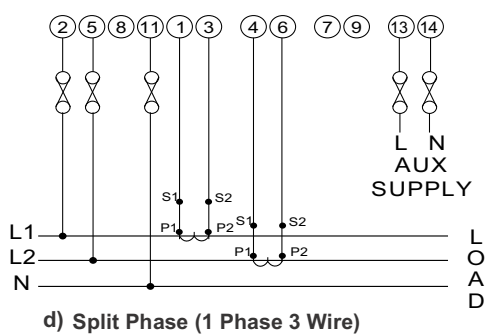 2 5 8 11 1 3 4 6 7 9 13 14
L N
AUX
SUPPLY
S1 S2
S1 S2
L1 P1 P2 L
L2 P1 P2 O
N A
D
d) Split Phase (1 Phase 3 Wire)